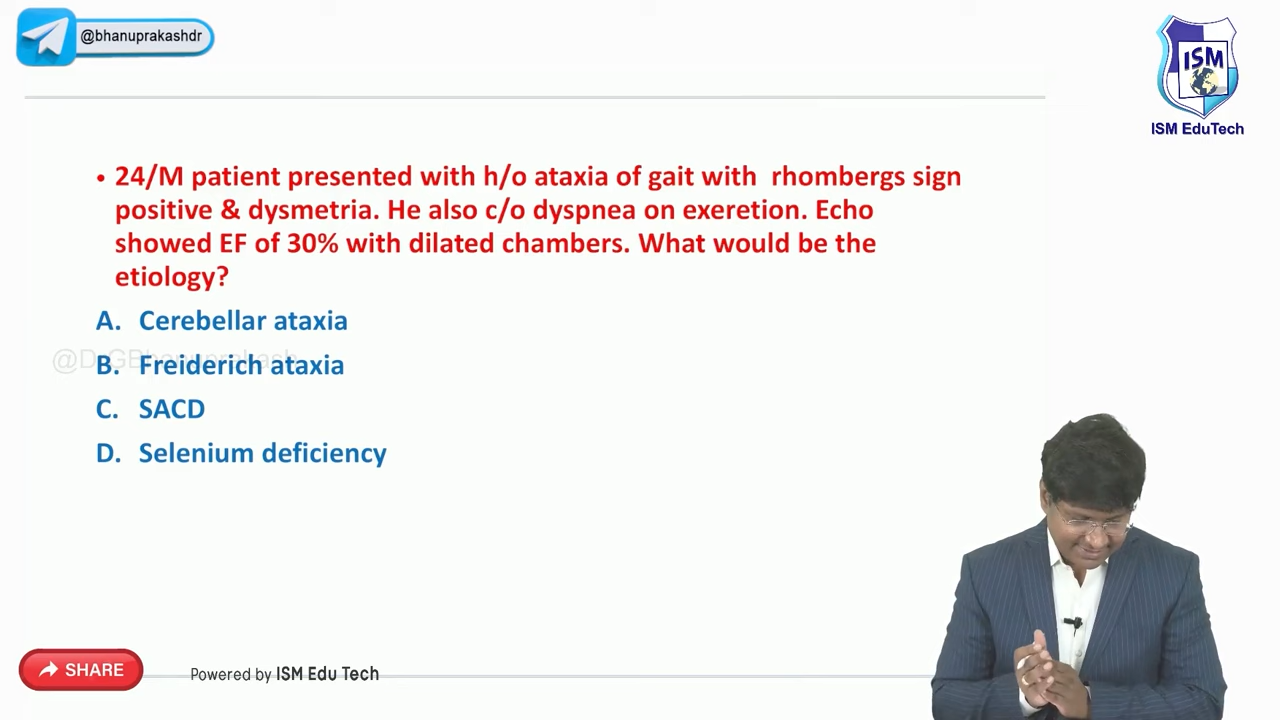 @bhanuprakashdr
ISM
ISM EduTech
• 24/M patient presented with h/o ataxia of gait with rhombergs sign
positive & dysmetria. He also c/o dyspnea on exeretion. Echo
showed EF of 30% with dilated chambers. What would be the
etiology?
A. Cerebellar ataxia
@DrGBhanuprakash
B. Freiderich ataxia
C. SACD
D. Selenium deficiency
SHARE
Powered by ISM Edu Tech